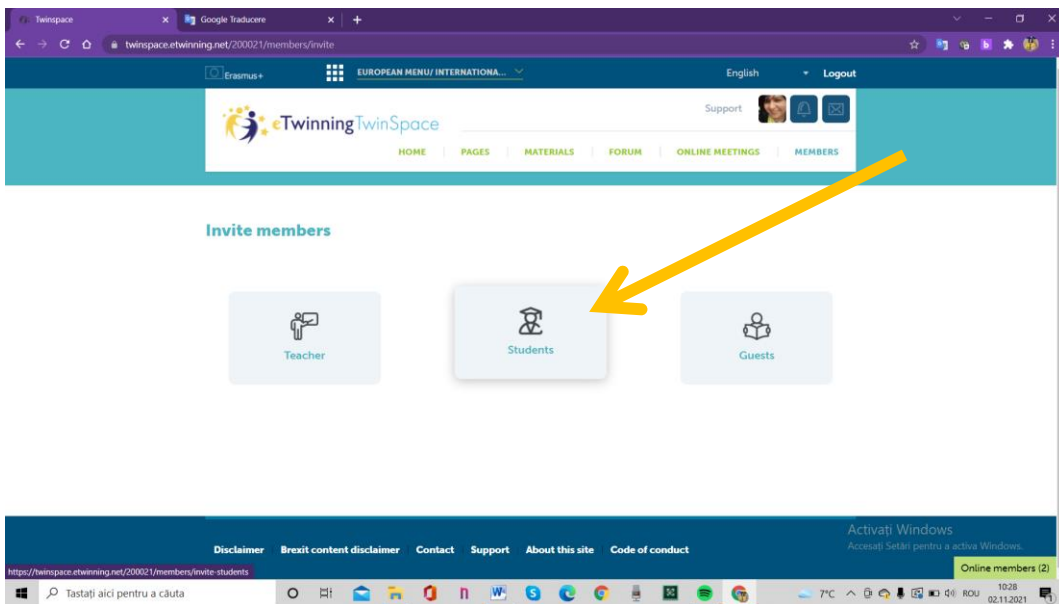 Twinspace
Google Traducere
twinspace.etwinning.net/200021/members/invite
Erasmus+
EUROPEAN MENU/ INTERNATIONA...
English
Logout
eTwinning TwinSpace
Support
HOME
PAGES
MATERIALS
FORUM
ONLINE MEETINGS
MEMBERS
Invite members
Teacher
Students
Guests
Activați Windows
Accesați Setări pentru a activa Windows.
Disclaimer
Brexit content disclaimer
Contact
Support
About this site
Code of conduct
https://twinspace.etwinning.net/200021/members/invite-students
Online members (2)
Tastați aici pentru a căuta
7°C
ROU
10:28
02.11.2021